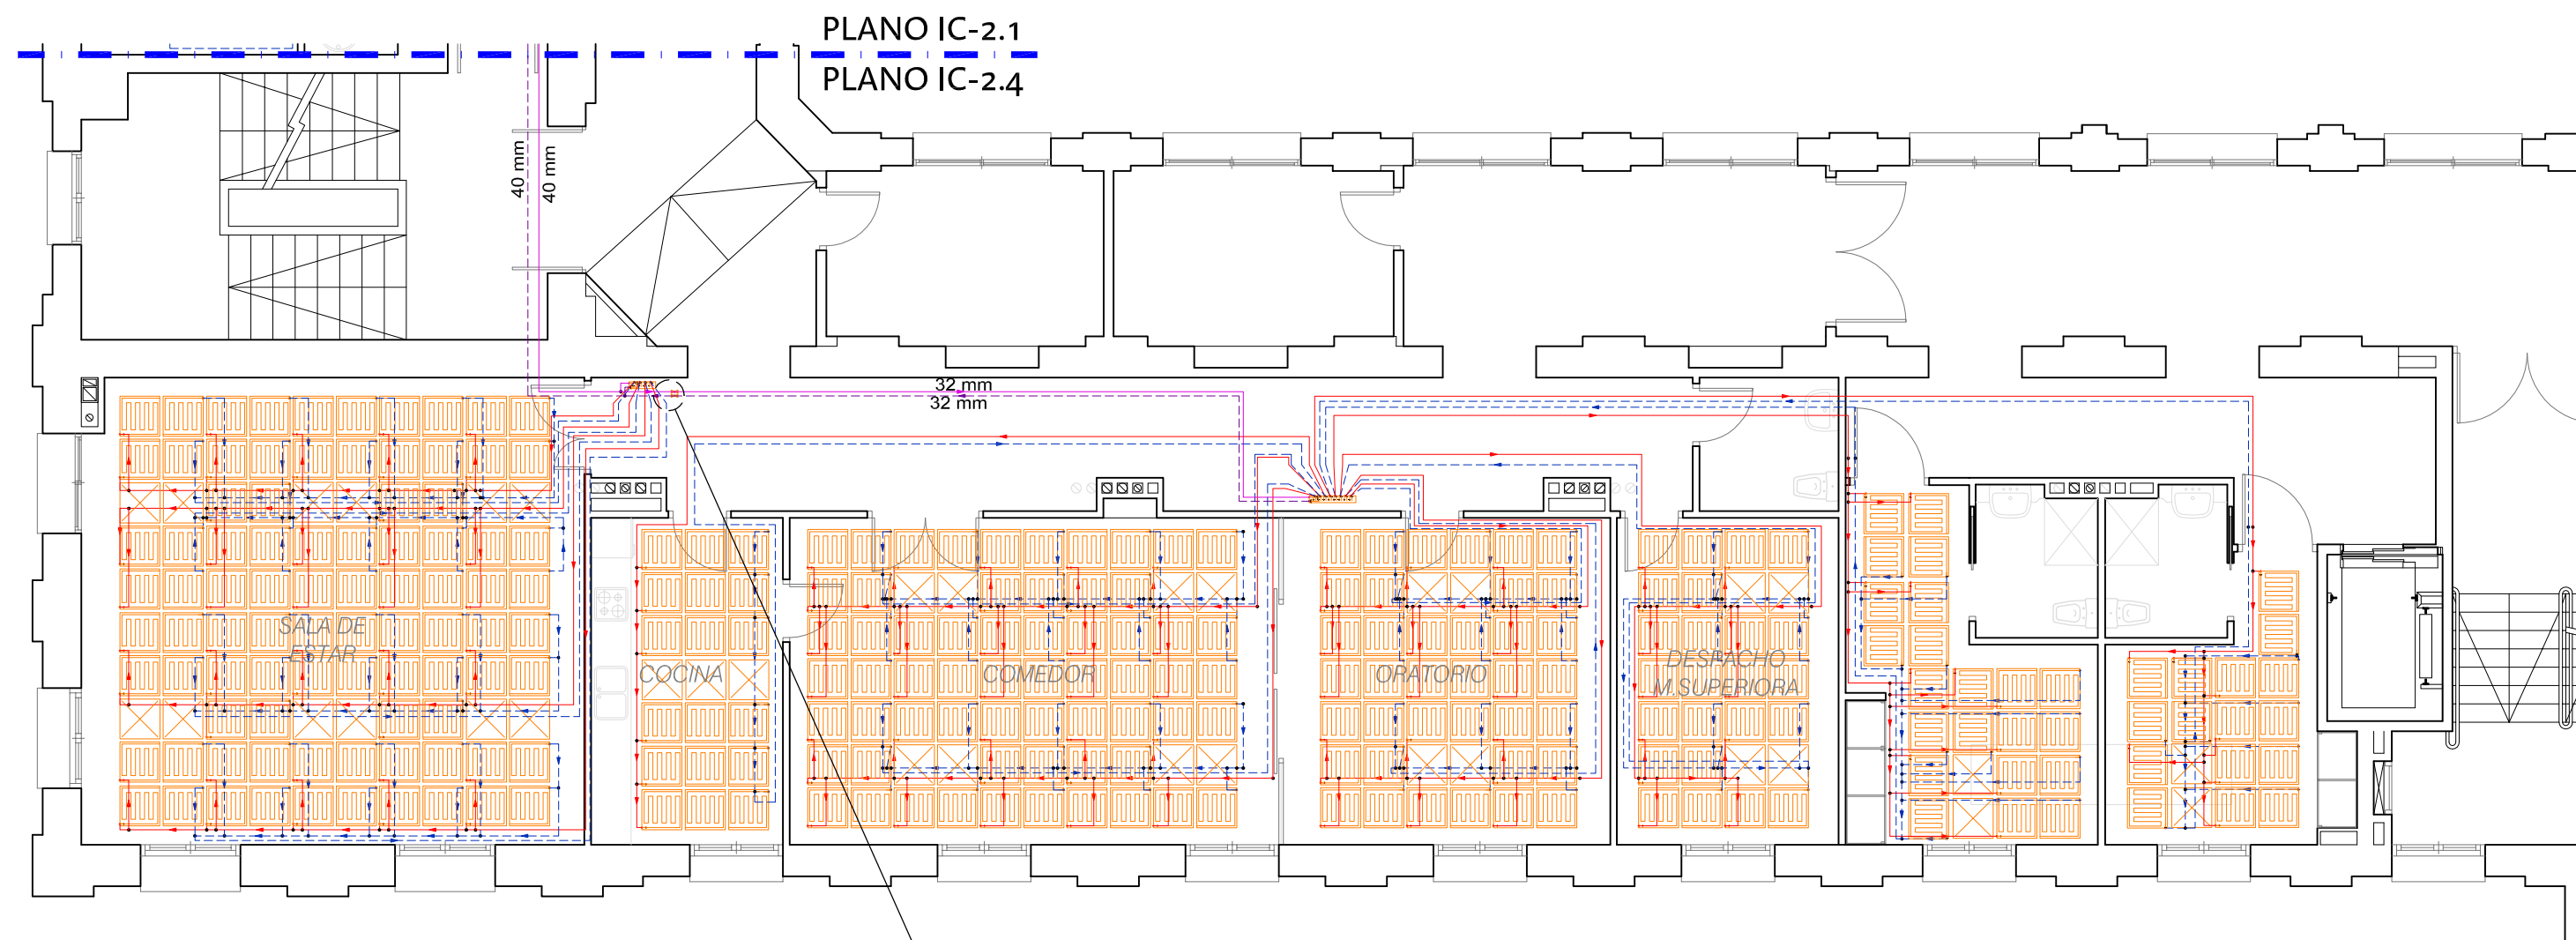 PLANO IC-2.1
PLANO IC-2.4
40 mm
40 mm
32 mm
32 mm
SALA DE
ESTAR
COCINA
COMEDOR
ORATORIO
DESPACHO
M.SUPERIORA